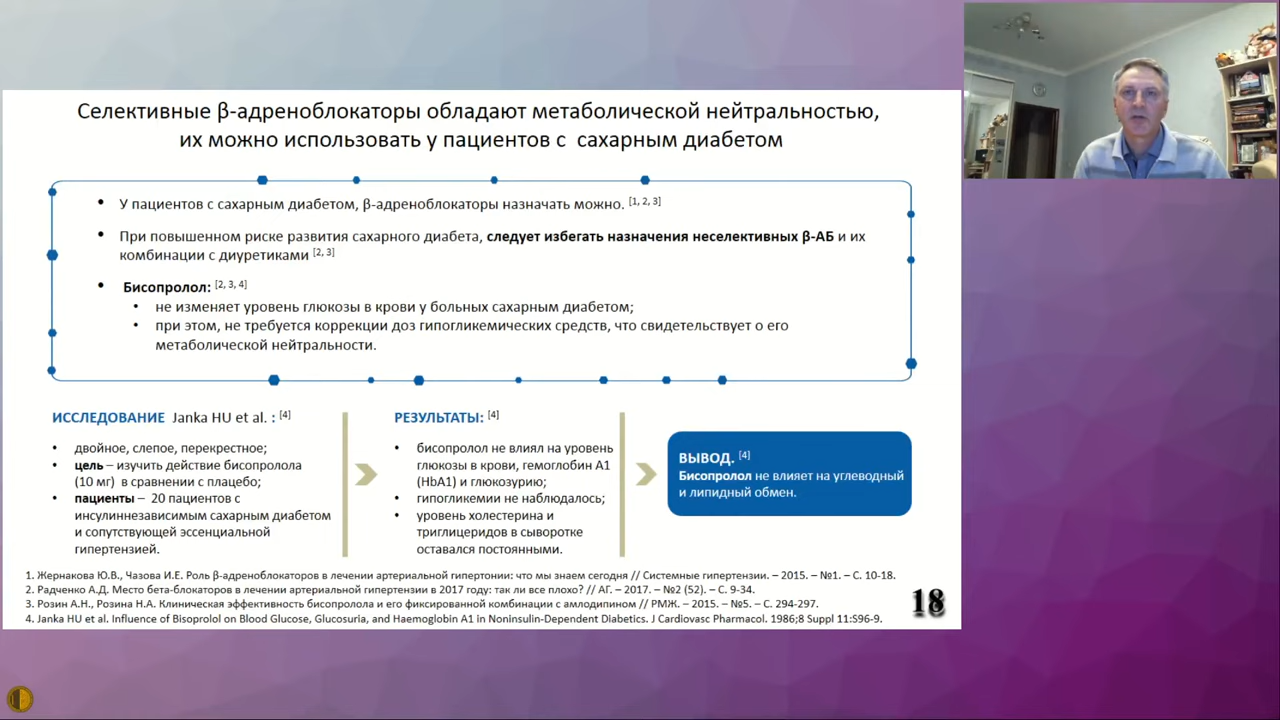 Селективные β-адреноблокаторы обладают метаболической нейтральностью,
их можно использовать у пациентов с сахарным диабетом
• У пациентов с сахарным диабетом, β-адреноблокаторы назначать можно. [1, 2, 3]
• При повышенном риске развития сахарного диабета, следует избегать назначения неселективных β-АБ и их
комбинации с диуретиками [2, 3]
• Бисопролол: [2, 3, 4]
• не изменяет уровень глюкозы в крови у больных сахарным диабетом;
• при этом, не требуется коррекции доз гипогликемических средств, что свидетельствует о его
метаболической нейтральности.
ИССЛЕДОВАНИЕ Janka HU et al. : [4]
• двойное, слепое, перекрестное;
• цель – изучить действие бисопролола
(10 мг) в сравнении с плацебо;
• пациенты – 20 пациентов с
инсулиннезависимым сахарным диабетом
и сопутствующей эссенциальной
гипертензией.
РЕЗУЛЬТАТЫ: [4]
• бисопролол не влиял на уровень
глюкозы в крови, гемоглобин А1
(HbA1) и глюкозурию;
• гипогликемии не наблюдалось;
• уровень холестерина и
триглицеридов в сыворотке
оставался постоянными.
ВЫВОД. [4]
Бисопролол не влияет на углеводный
и липидный обмен.
1. Жернакова Ю.В., Чазова И.Е. Роль β-адреноблокаторов в лечении артериальной гипертонии: что мы знаем сегодня // Системные гипертензии. – 2015. – №1. – С. 10-18.
2. Радченко А.Д. Место бета-блокаторов в лечении артериальной гипертензии в 2017 году: так ли все плохо? // АГ. – 2017. – №2 (52). – С. 9-34.
3. Розин А.Н., Розина Н.А. Клиническая эффективность бисопролола и его фиксированной комбинации с амлодипином // РМЖ. – 2015. – №5. – С. 294-297.
4. Janka HU et al. Influence of Bisoprolol on Blood Glucose, Glucosuria, and Haemoglobin A1 in Noninsulin-Dependent Diabetics. J Cardiovasc Pharmacol. 1986;8 Suppl 11:S96-9.
18